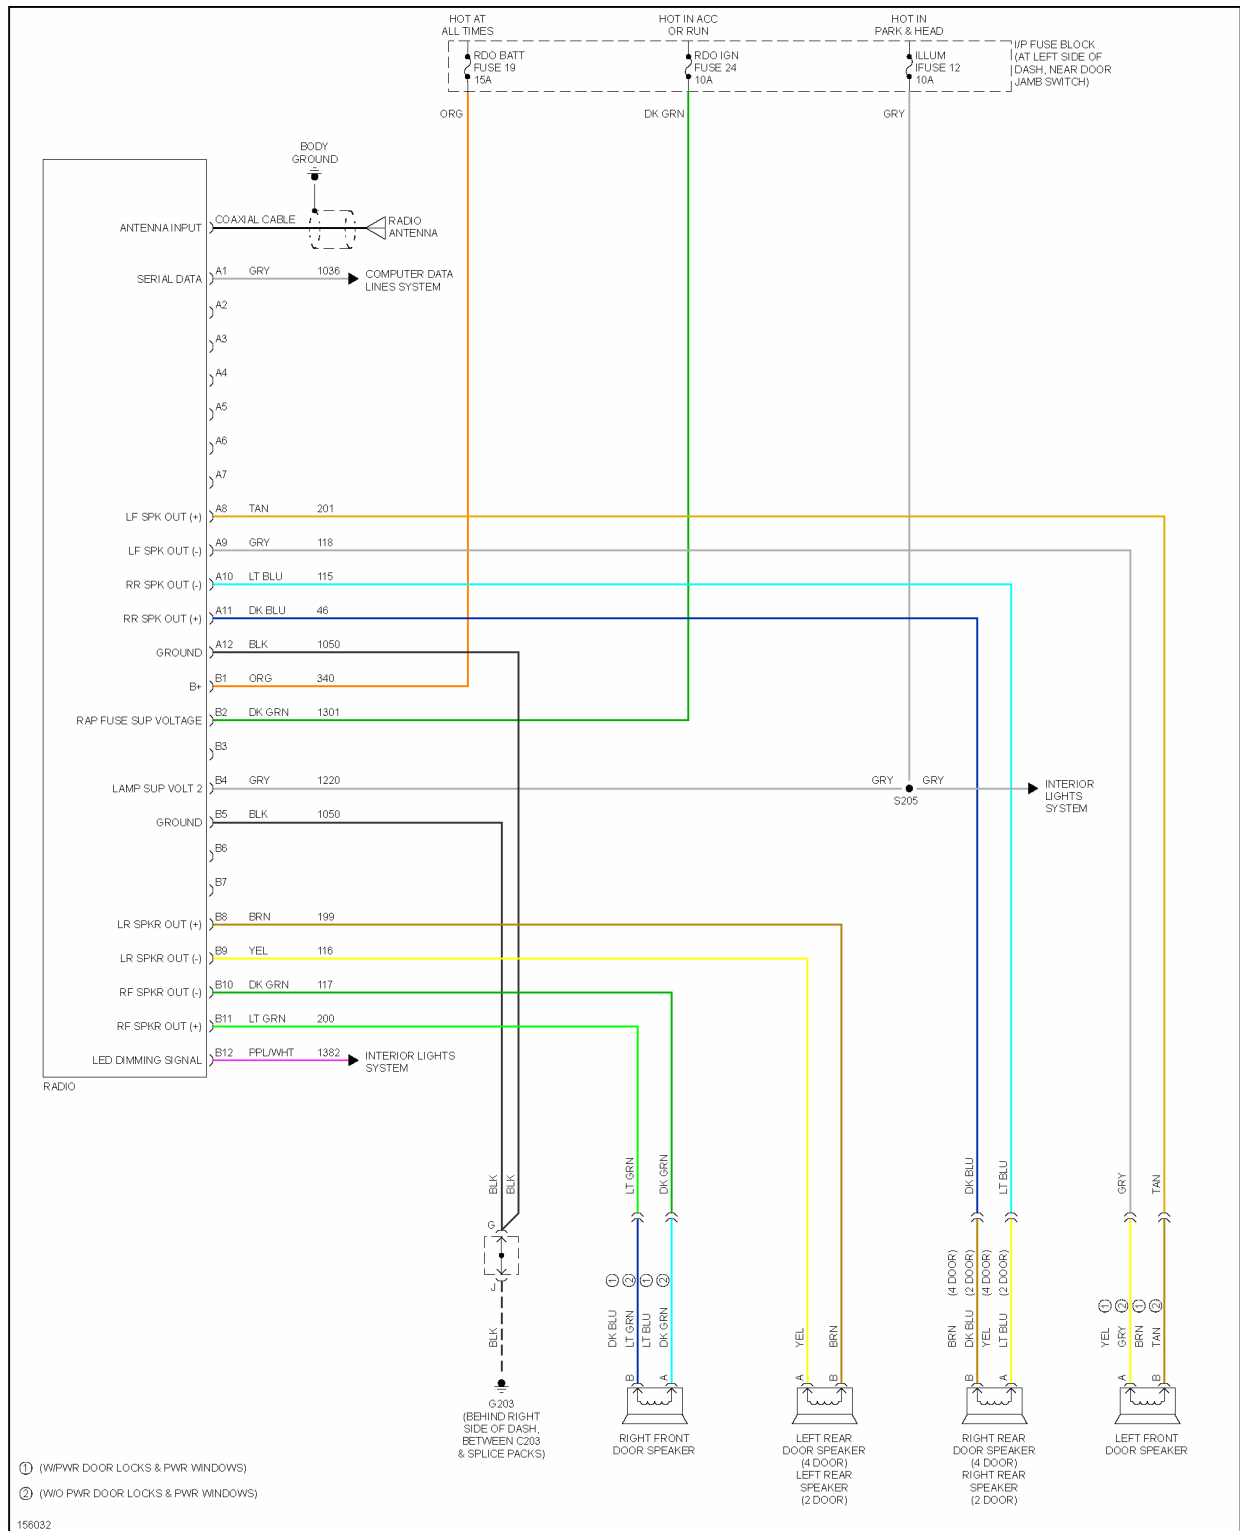 HOT AT
ALL TIMES
HOT IN ACC
OR RUN
HOT IN
PARK & HEAD
RDO BATT
FUSE 19
15A
RDO IGN
FUSE 24
10A
ILLUM
IFUSE 12
10A
I/P FUSE BLOCK
(AT LEFT SIDE OF
DASH, NEAR DOOR
JAMB SWITCH)
ORG
DK GRN
GRY
BODY
GROUND
ANTENNA INPUT
COAXIAL CABLE
RADIO
ANTENNA
SERIAL DATA
A1 GRY 1036
COMPUTER DATA
LINES SYSTEM
A2
A3
A4
A5
A6
A7
LF SPK OUT (+) A8 TAN 201
LF SPK OUT (-) A9 GRY 118
RR SPK OUT (-) A10 LT BLU 115
RR SPK OUT (+) A11 DK BLU 46
GROUND A12 BLK 1050
B+ B1 ORG 340
RAP FUSE SUP VOLTAGE B2 DK GRN 1301
B3
LAMP SUP VOLT 2 B4 GRY 1220
GRY GRY
S205
INTERIOR
LIGHTS
SYSTEM
GROUND B5 BLK 1050
B6
B7
LR SPKR OUT (+) B8 BRN 199
LR SPKR OUT (-) B9 YEL 116
RF SPKR OUT (-) B10 DK GRN 117
RF SPKR OUT (+) B11 LT GRN 200
LED DIMMING SIGNAL B12 PPL/WHT 1382
INTERIOR LIGHTS
SYSTEM
RADIO
BLK
BLK
LT GRN
DK GRN
DK BLU
LT BLU
GRY
TAN
G
J
BLK
1
2
1
2
DK BLU
LT GRN
LT BLU
DK GRN
YEL
BRN
BRN (4 DOOR)
DK BLU (2 DOOR)
YEL (4 DOOR)
LT BLU (2 DOOR)
1
2
1
2
YEL
GRY
BRN
TAN
B A
A B
B A
A B
G203
(BEHIND RIGHT
SIDE OF DASH,
BETWEEN C203
& SPLICE PACKS)
RIGHT FRONT
DOOR SPEAKER
LEFT REAR
DOOR SPEAKER
(4 DOOR)
LEFT REAR
SPEAKER
(2 DOOR)
RIGHT REAR
DOOR SPEAKER
(4 DOOR)
RIGHT REAR
SPEAKER
(2 DOOR)
LEFT FRONT
DOOR SPEAKER
1 (W/PWR DOOR LOCKS & PWR WINDOWS)
2 (W/O PWR DOOR LOCKS & PWR WINDOWS)
156032